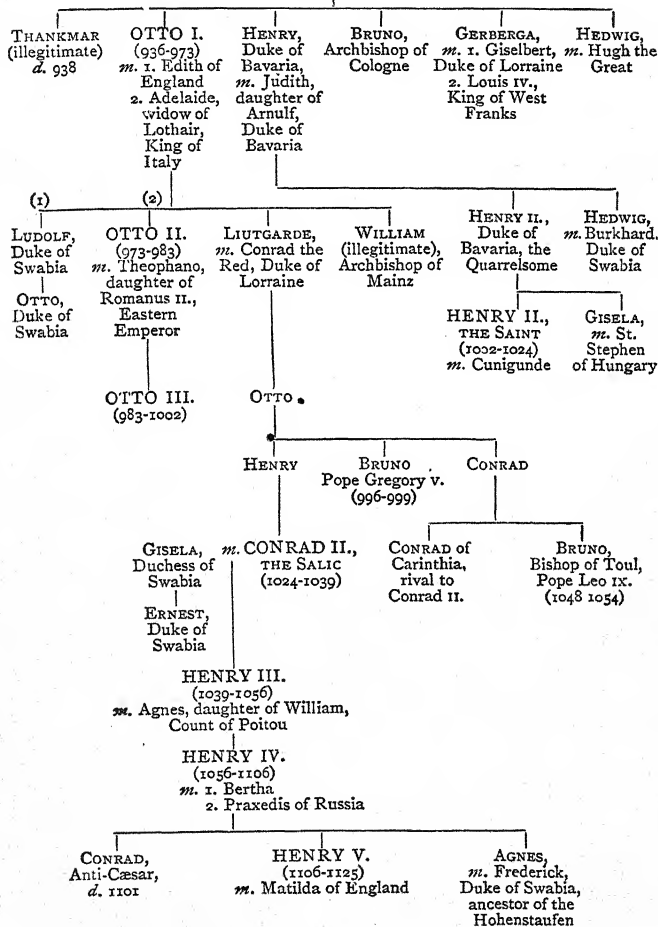 THANKMAR
(illegitimate)
d. 938
OTTO I.
(936-973)
m. 1. Edith of
England
2. Adelaide,
widow of
Lothair,
King of
Italy
HENRY,
Duke of
Bavaria,
m. Judith,
daughter of
Arnulf,
Duke of
Bavaria
BRUNO,
Archbishop of
Cologne
GERBERGA,
m. 1. Giselbert,
Duke of Lorraine
2. Louis IV.,
King of West
Franks
HEDWIG,
m. Hugh the
Great
(1)
(2)
LUDOLF,
Duke of
Swabia
OTTO,
Duke of
Swabia
OTTO II.
(973-983)
m. Theophano,
daughter of
Romanus II.,
Eastern
Emperor
LIUTGARDE,
m. Conrad the
Red, Duke of
Lorraine
WILLIAM
(illegitimate),
Archbishop of
Mainz
HENRY II.,
Duke of
Bavaria, the
Quarrelsome
HEDWIG,
m. Burkhard,
Duke of
Swabia
HENRY II.,
THE SAINT
(1002-1024)
m. Cunigunde
GISELA,
m. St.
Stephen
of Hungary
OTTO III.
(983-1002)
OTTO.
HENRY
BRUNO
Pope Gregory V.
(996-999)
CONRAD
GISELA,
Duchess of
Swabia
ERNEST,
Duke of
Swabia
m. CONRAD II.,
THE SALIC
(1024-1039)
CONRAD OF
Carinthia,
rival to
Conrad II.
BRUNO,
Bishop of Toul,
Pope Leo IX.
(1048 1054)
HENRY III.
(1039-1056)
m. Agnes, daughter of William,
Count of Poitou
HENRY IV.
(1056-1106)
m. 1. Bertha
2. Praxedis of Russia
CONRAD,
Anti-Cæsar,
d. 1101
HENRY V.
(1106-1125)
m. Matilda of England
AGNES,
m. Frederick,
Duke of Swabia,
ancestor of the
Hohenstaufen